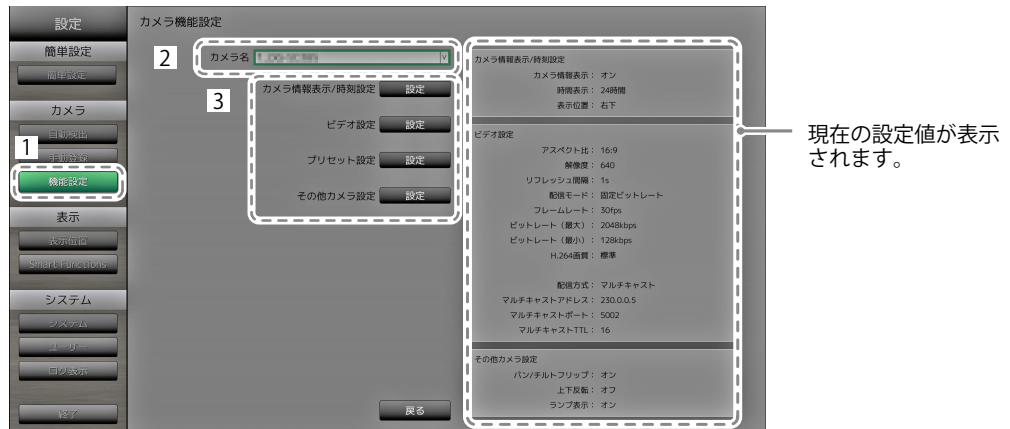 設定
簡単設定
簡単設定
カメラ
自動検出
手動登録
機能設定
表示
表示位置
Smart Functions
システム
システム
ユーザー
ログ表示
終了
1
カメラ機能設定
2
カメラ名
3
カメラ情報表示/時刻設定 設定
ビデオ設定 設定
プリセット設定 設定
その他カメラ設定 設定
戻る
カメラ情報表示/時刻設定
カメラ情報表示： オン
時間表示： 24時間
表示位置： 右下
ビデオ設定
アスペクト比： 16:9
解像度： 640
リフレッシュ間隔： 1s
配信モード： 固定ビットレート
フレームレート： 30fps
ビットレート（最大）： 2048kbps
ビットレート（最小）： 128kbps
H.264画質： 標準
配信方式： マルチキャスト
マルチキャストアドレス： 230.0.0.5
マルチキャストポート： 5002
マルチキャストTTL： 16
その他カメラ設定
パン/チルトフリップ： オン
上下反転： オフ
ランプ表示： オン
現在の設定値が表示
されます。